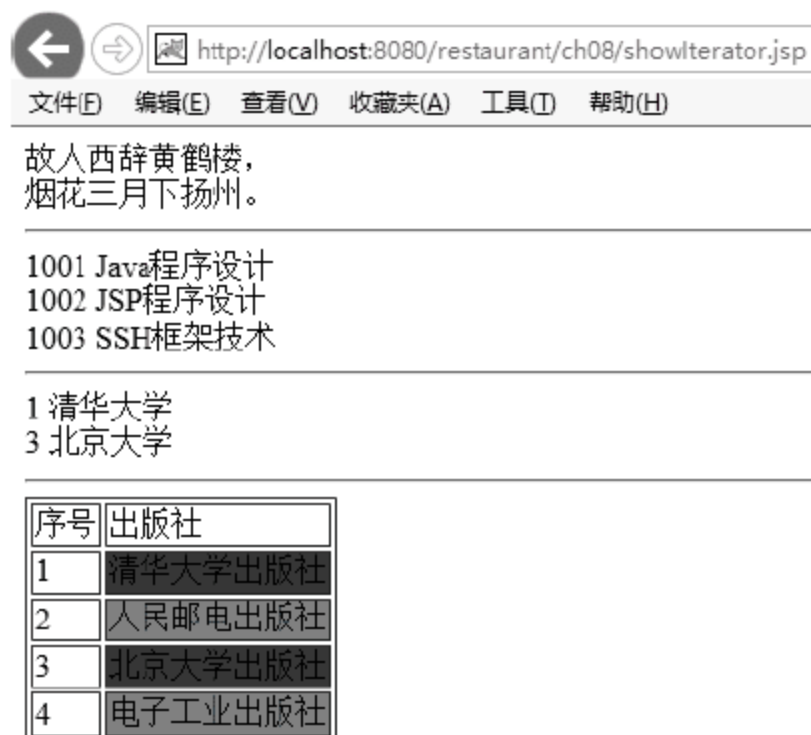 http://localhost:8080/restaurant/ch08/showIterator.jsp
文件(F) 编辑(E) 查看(V) 收藏夹(A) 工具(T) 帮助(H)
故人西辞黄鹤楼，
烟花三月下扬州。
1001 Java程序设计
1002 JSP程序设计
1003 SSH框架技术
1 清华大学
3 北京大学
序号 出版社
1 清华大学出版社
2 人民邮电出版社
3 北京大学出版社
4 电子工业出版社